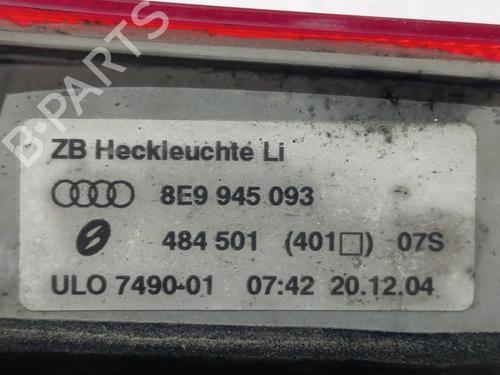 B-PARTS
ZB Heckleuchte Li
8E9 945 093
484 501 (401□) 07S
ULO 7490-01 07:42 20.12.04